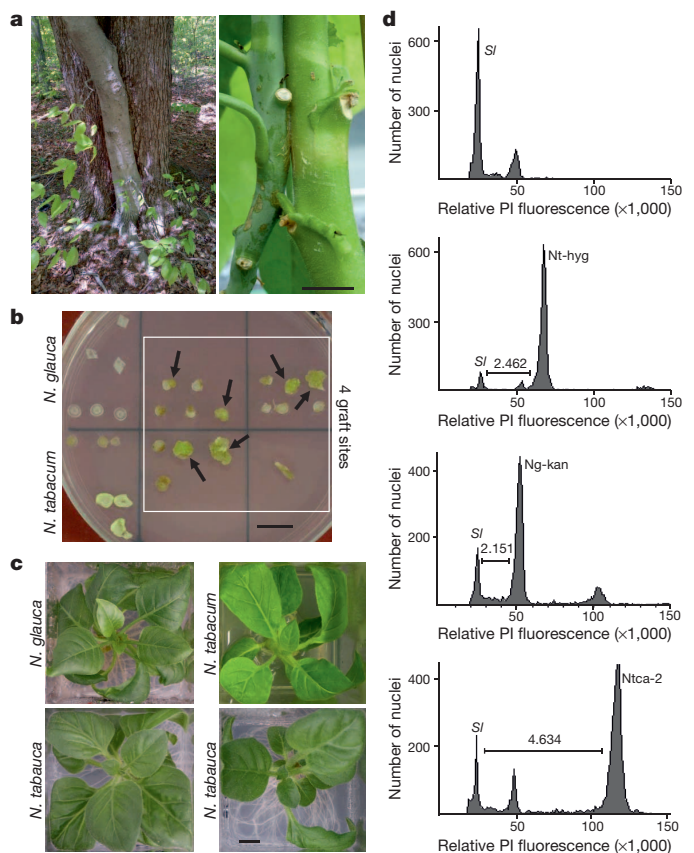 a
d
600
300
Number of nuclei
Sl
50
100
150
Relative PI fluorescence (×1,000)
600
300
Number of nuclei
Sl
2.462
Nt-hyg
50
100
150
Relative PI fluorescence (×1,000)
b
N. glauca
N. tabacum
4 graft sites
400
200
Number of nuclei
Sl
2.151
Ng-kan
50
100
150
Relative PI fluorescence (×1,000)
c
N. glauca
N. tabacum
N. tabauca
N. tabauca
400
200
Number of nuclei
Sl
4.634
Ntca-2
50
100
150
Relative PI fluorescence (×1,000)